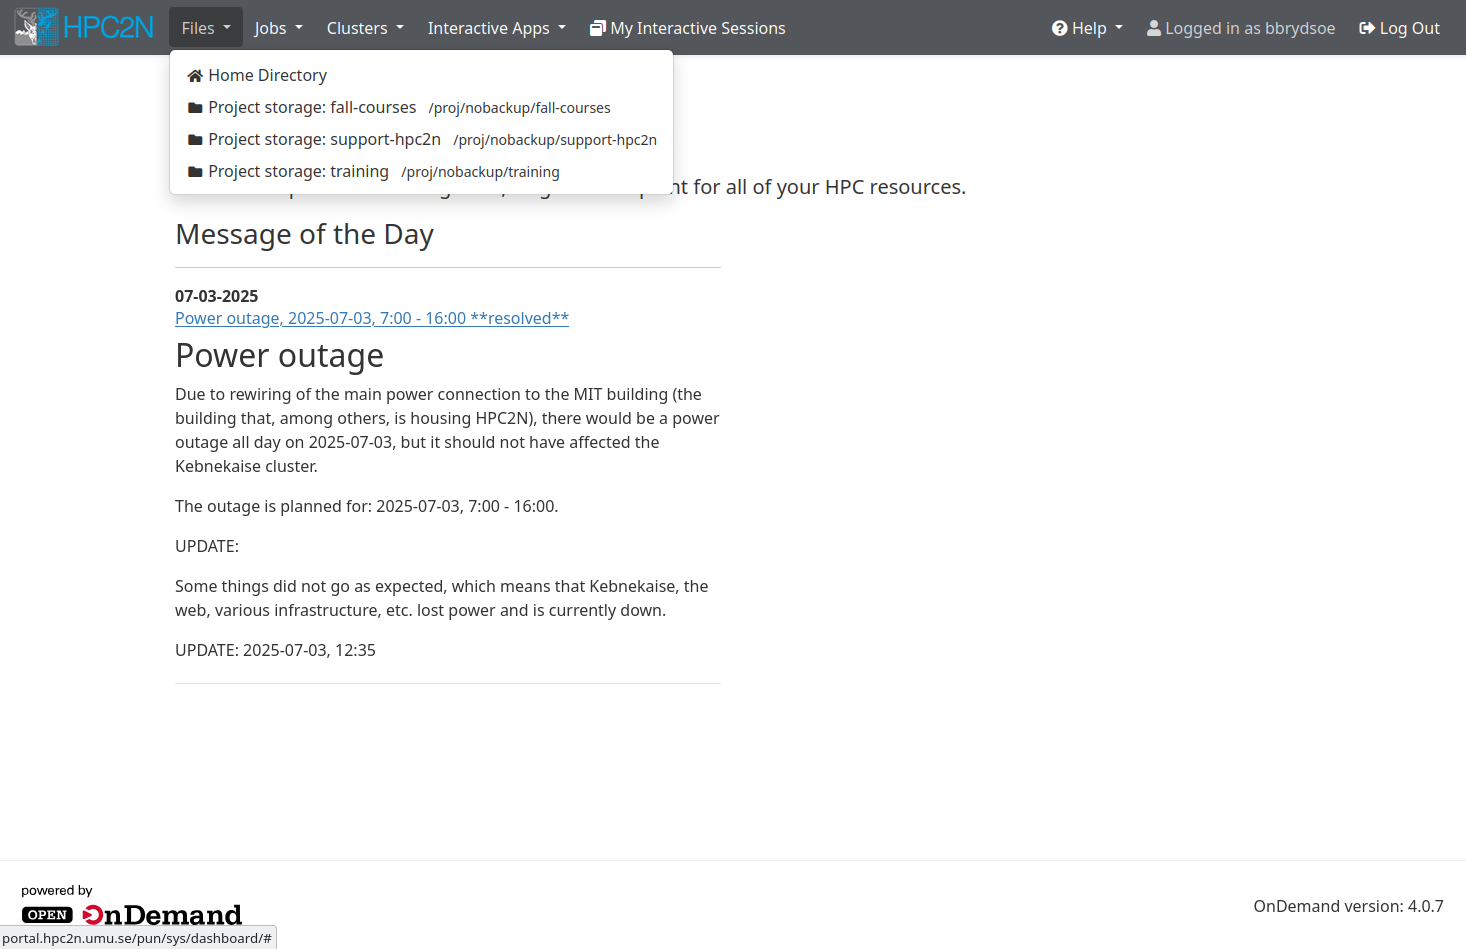 HPC2N
Files
Jobs
Clusters
Interactive Apps
My Interactive Sessions
Help
Logged in as bbrydsoe
Log Out
Home Directory
Project storage: fall-courses /proj/nobackup/fall-courses
Project storage: support-hpc2n /proj/nobackup/support-hpc2n
Project storage: training /proj/nobackup/training
for all of your HPC resources.
Message of the Day
07-03-2025
Power outage, 2025-07-03, 7:00 - 16:00 **resolved**
Power outage
Due to rewiring of the main power connection to the MIT building (the
building that, among others, is housing HPC2N), there would be a power
outage all day on 2025-07-03, but it should not have affected the
Kebnekaise cluster.
The outage is planned for: 2025-07-03, 7:00 - 16:00.
UPDATE:
Some things did not go as expected, which means that Kebnekaise, the
web, various infrastructure, etc. lost power and is currently down.
UPDATE: 2025-07-03, 12:35
powered by
OPEN OnDemand
OnDemand version: 4.0.7
portal.hpc2n.umu.se/pun/sys/dashboard/#